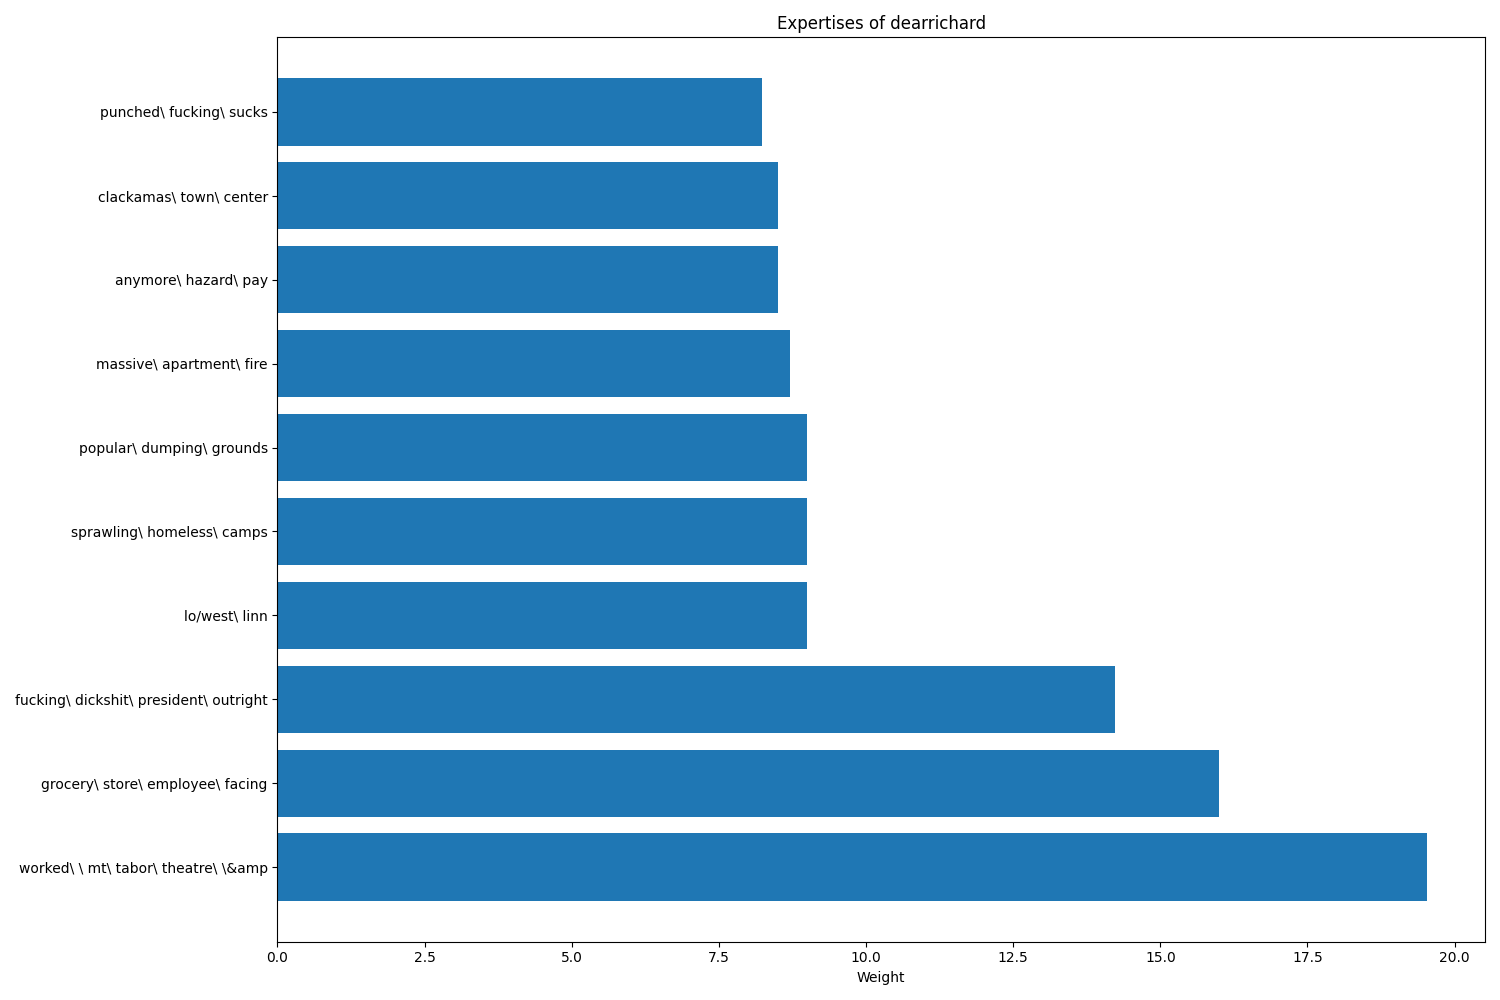 Expertises of dearrichard
punched\ fucking\ sucks
clackamas\ town\ center
anymore\ hazard\ pay
massive\ apartment\ fire
popular\ dumping\ grounds
sprawling\ homeless\ camps
lo/west\ linn
fucking\ dickshit\ president\ outright
grocery\ store\ employee\ facing
worked\ \ mt\ tabor\ theatre\ \&amp
0.0 2.5 5.0 7.5 10.0 12.5 15.0 17.5 20.0
Weight